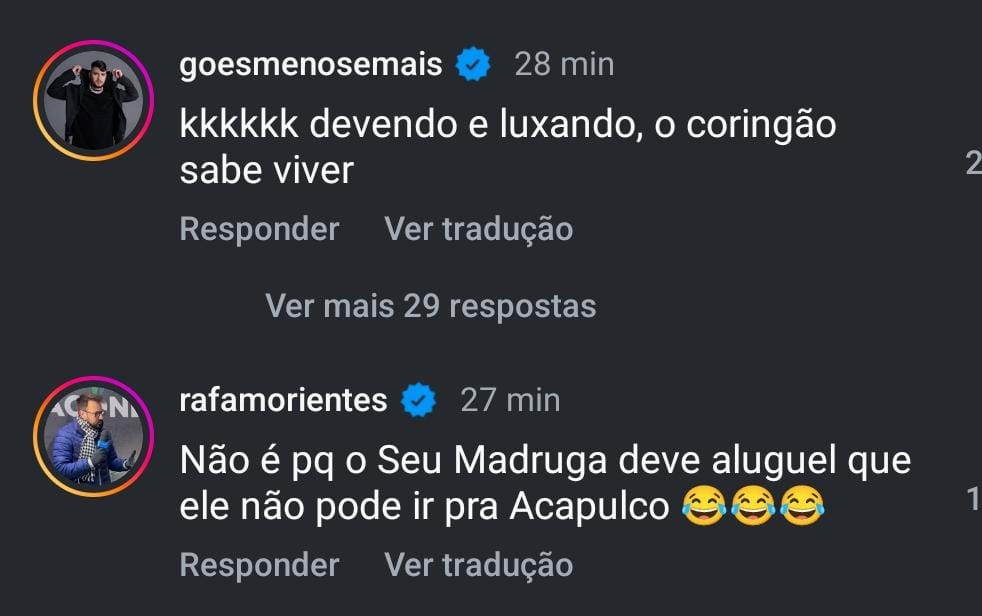 goesmenosemais 28 min
kkkkkk devendo e luxando, o coringão
sabe viver
2
Responder Ver tradução
Ver mais 29 respostas
rafamorientes 27 min
Não é pq o Seu Madruga deve aluguel que
ele não pode ir pra Acapulco 😂😂😂
1
Responder Ver tradução